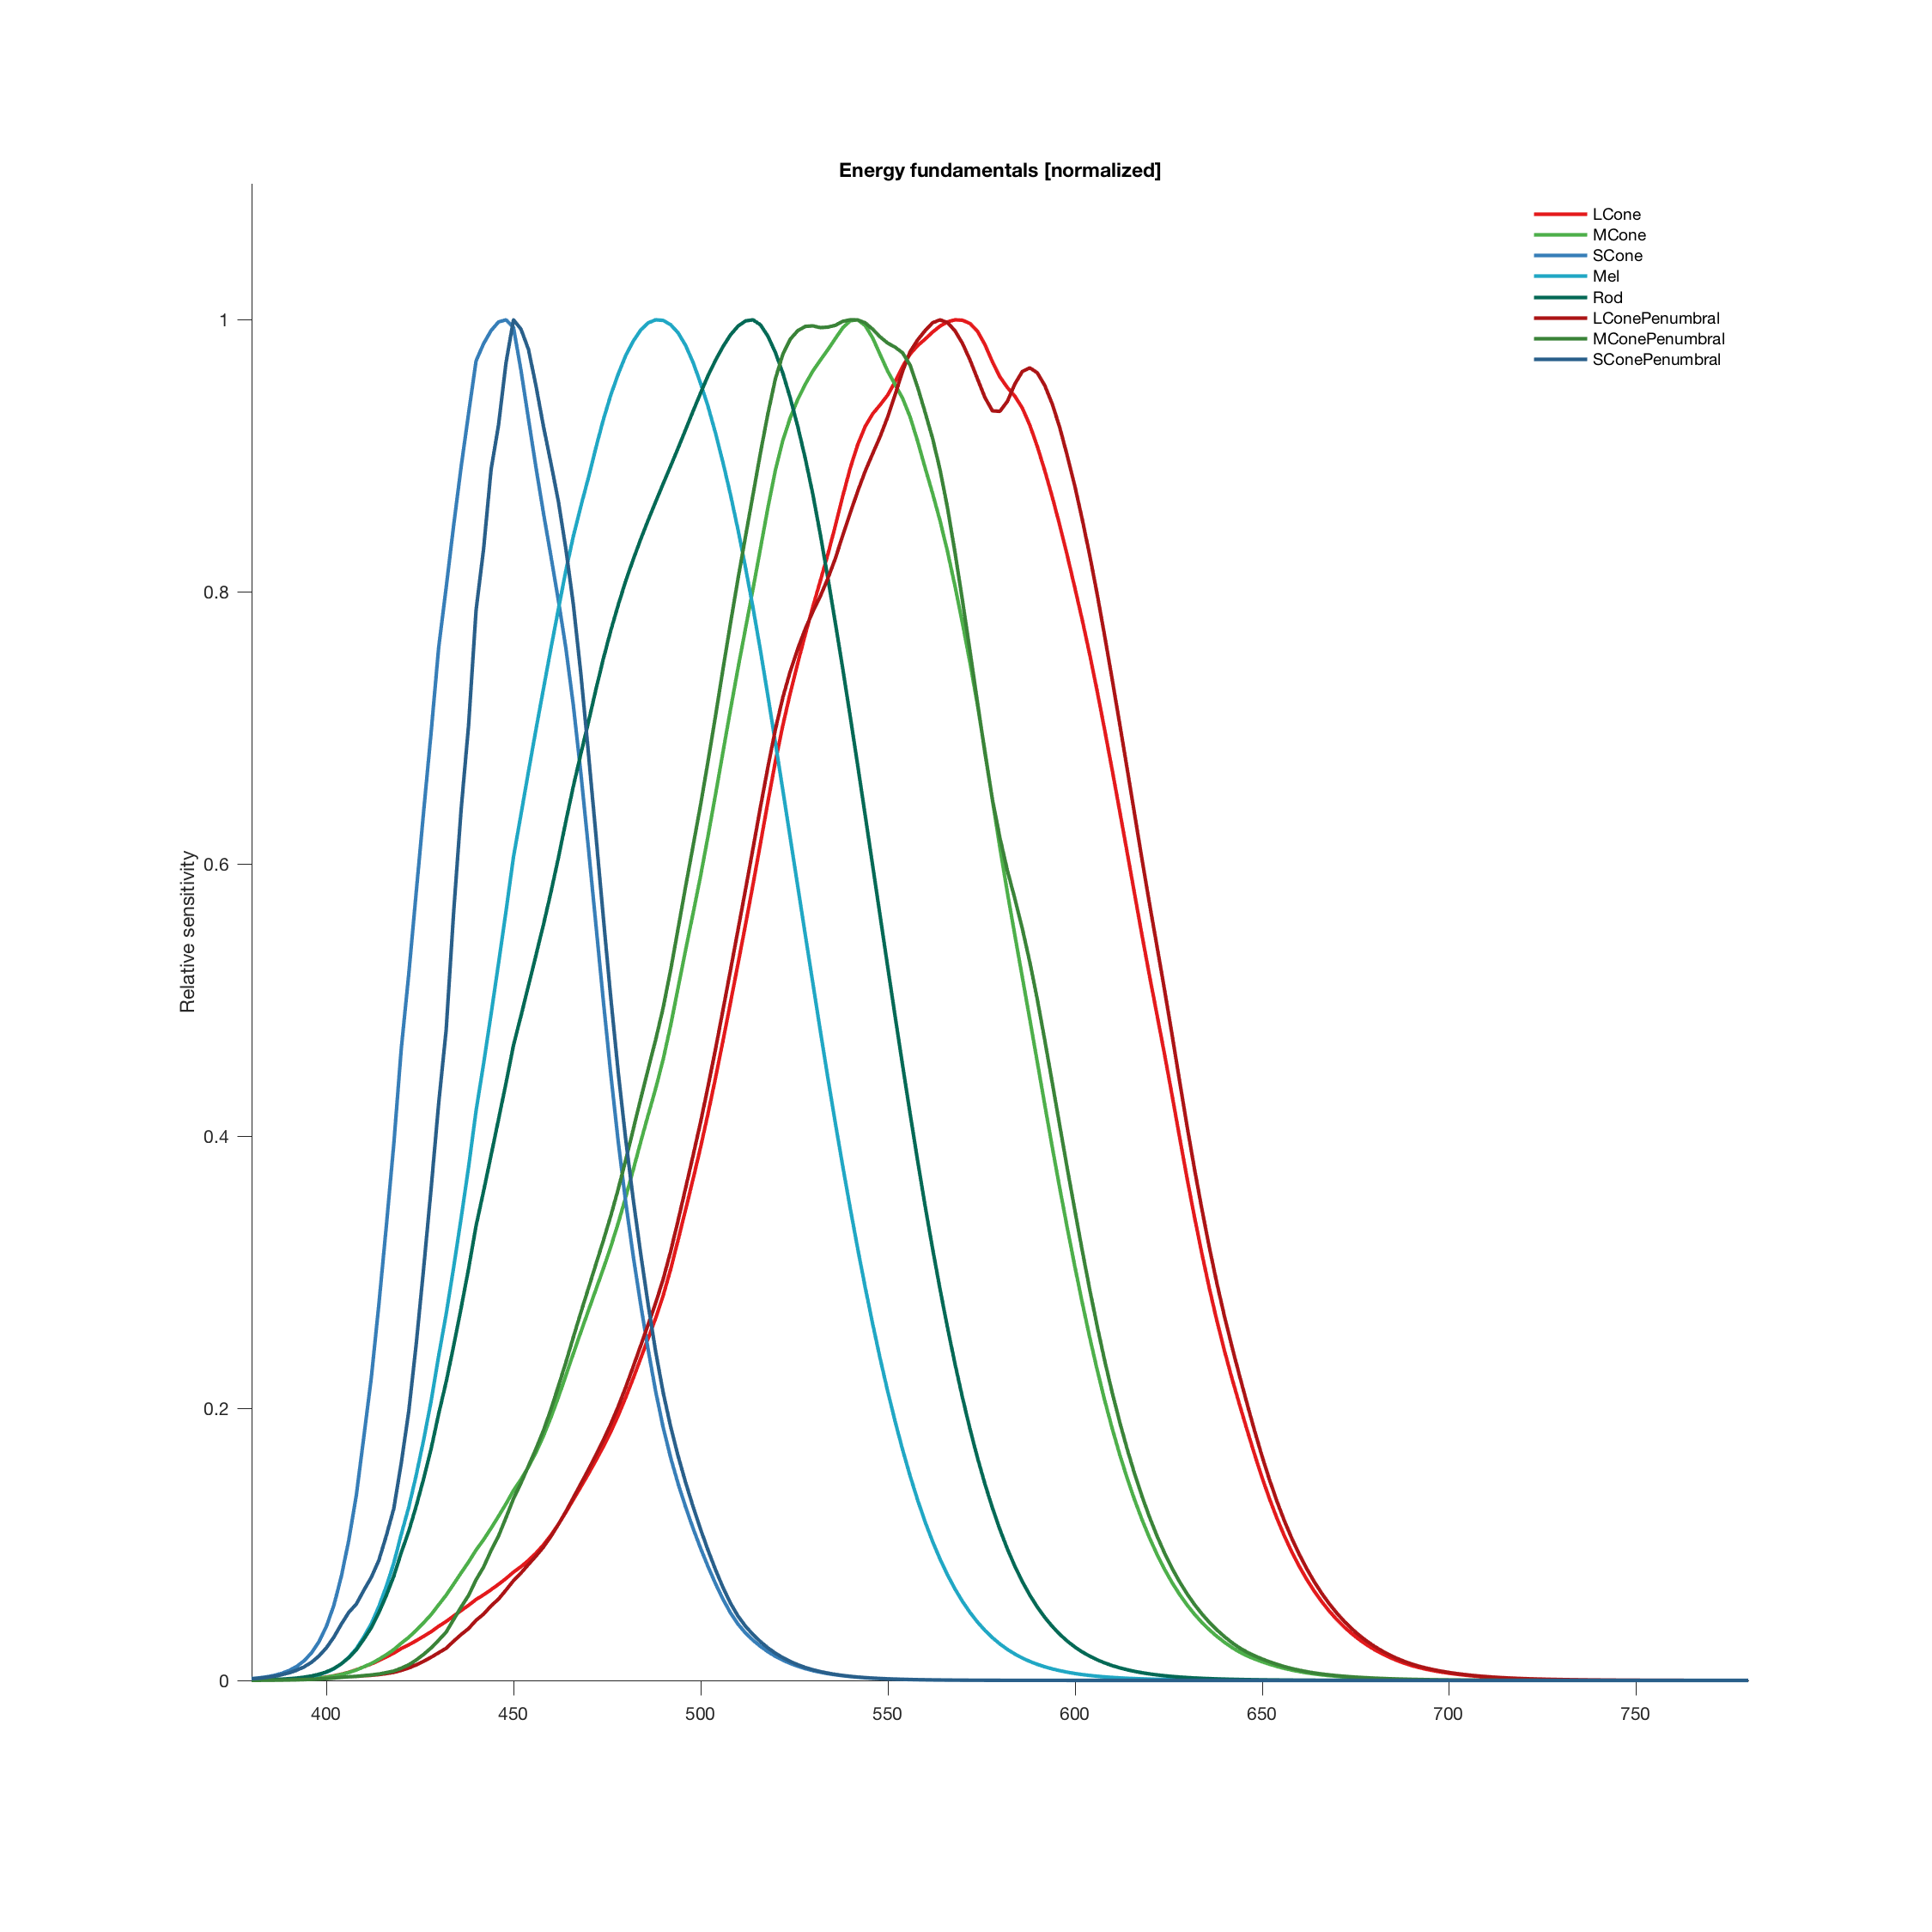 Energy fundamentals [normalized]
LCone
MCone
SCone
Mel
Rod
LConePenumbral
MConePenumbral
SConePenumbral
Relative sensitivity
1
0.8
0.6
0.4
0.2
0
400 450 500 550 600 650 700 750